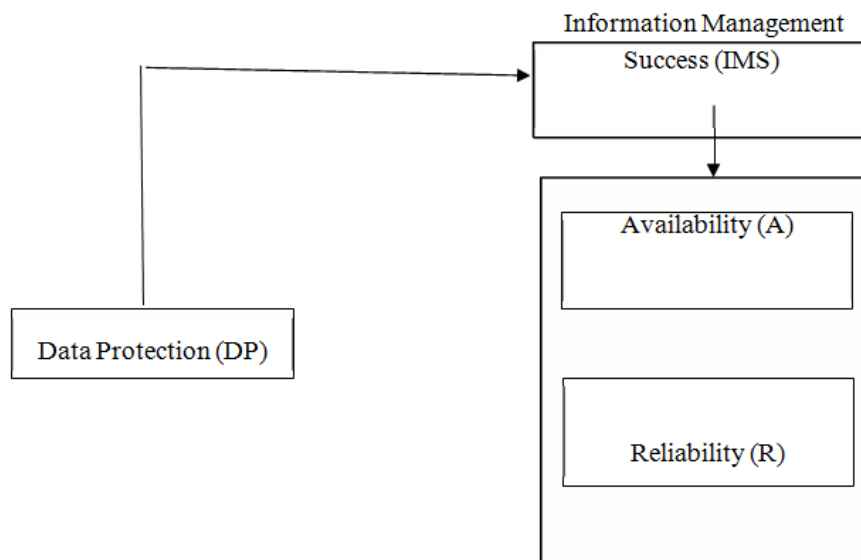 Information Management
Success (IMS)
Availability (A)
Data Protection (DP)
Reliability (R)